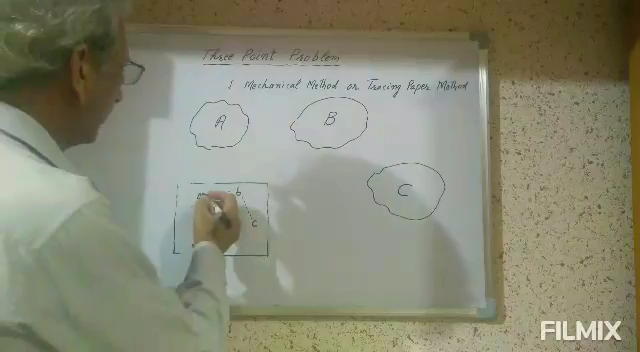 Three Point Problem
1 Mechanical Method or Tracing Paper Method
A
B
C
a b
c
FILMIX